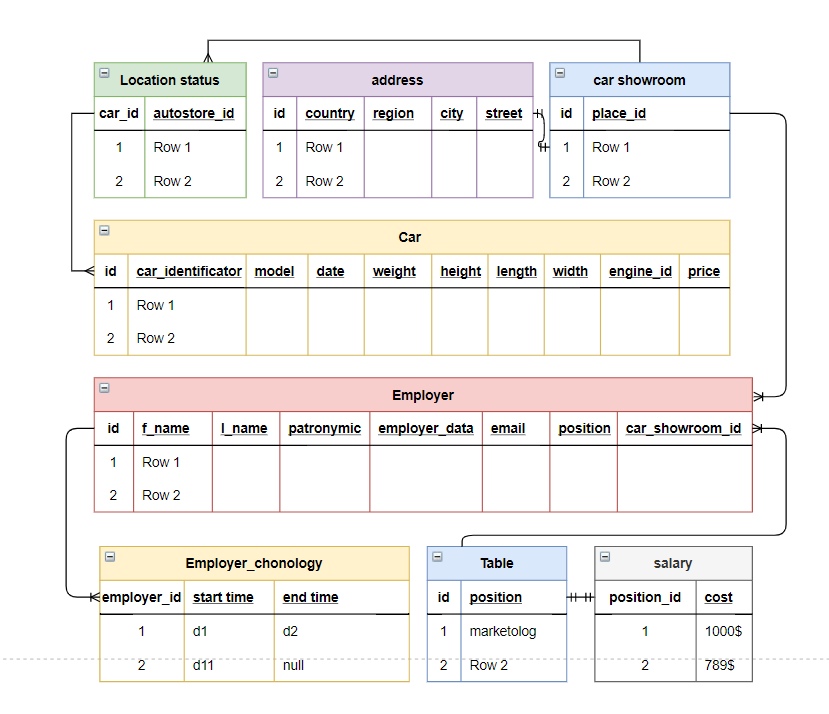 Location status
address
car showroom
car_id autostore_id
id country region city street
id place_id
1 Row 1
1 Row 1
1 Row 1
2 Row 2
2 Row 2
2 Row 2
Car
id car_identificator model date weight height length width engine_id price
1 Row 1
2 Row 2
Employer
id f_name l_name patronymic employer_data email position car_showroom_id
1 Row 1
2 Row 2
Employer_chonology
Table
salary
employer_id start time end time
id position
position_id cost
1 d1 d2
1 marketolog
1 1000$
2 d11 null
2 Row 2
2 789$